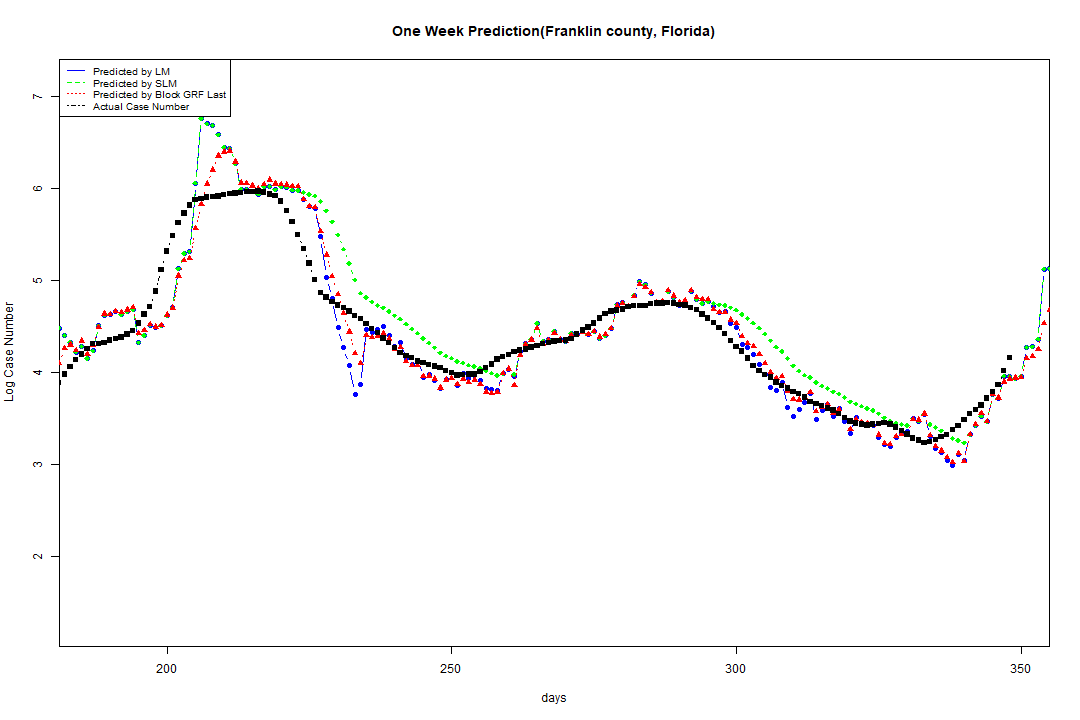 One Week Prediction(Franklin county, Florida)
Predicted by LM
Predicted by SLM
Predicted by Block GRF Last
Actual Case Number
7
6
5
4
3
2
Log Case Number
200
250
300
350
days